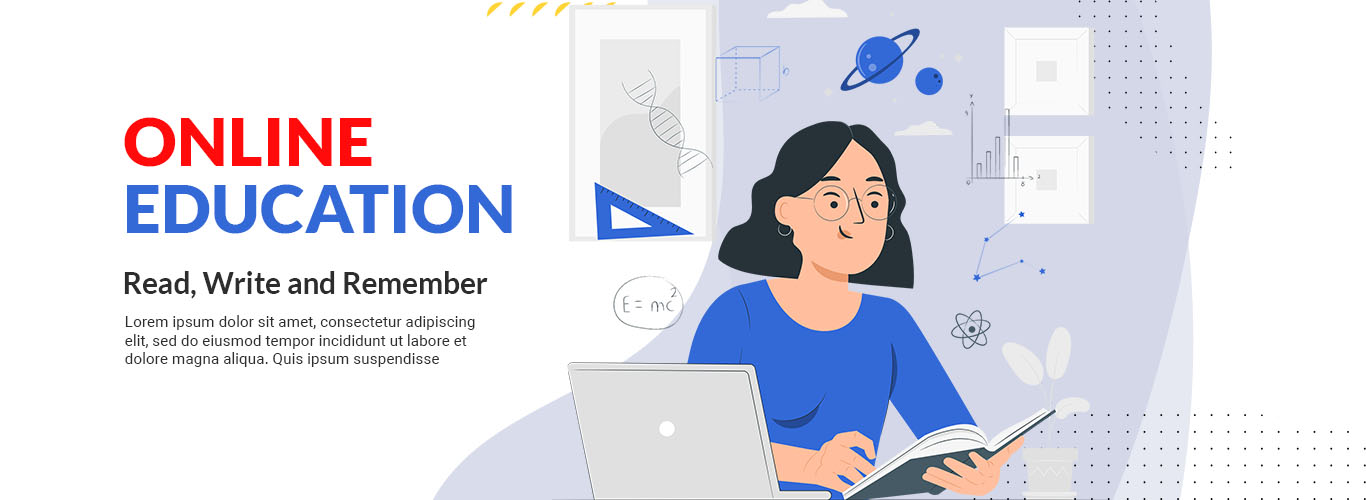 ONLINE
EDUCATION
Read, Write and Remember
Lorem ipsum dolor sit amet, consectetur adipiscing
elit, sed do eiusmod tempor incididunt ut labore et
dolore magna aliqua. Quis ipsum suspendisse
E = mc²